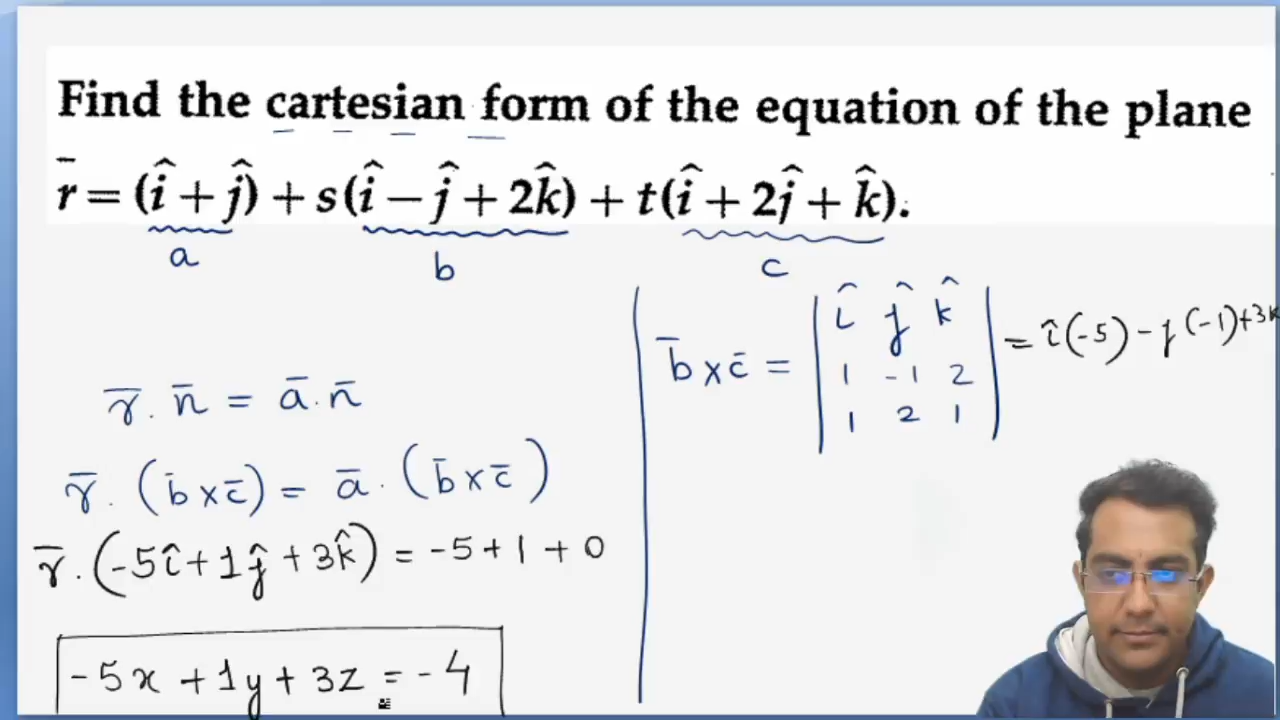 Find the cartesian form of the equation of the plane
r̄ = (î + ĵ) + s(î − ĵ + 2k̂) + t(î + 2ĵ + k̂).
a b c
r̄ . n̄ = ā . n̄
r̄ . (b̄ × c̄) = ā . (b̄ × c̄)
r̄ . (-5î + 1ĵ + 3k̂) = -5 + 1 + 0
-5x + 1y + 3z = -4
b̄ × c̄ = | î ĵ k̂ | = î(-5) - j(-1) + 3k
1 -1 2
1 2 1